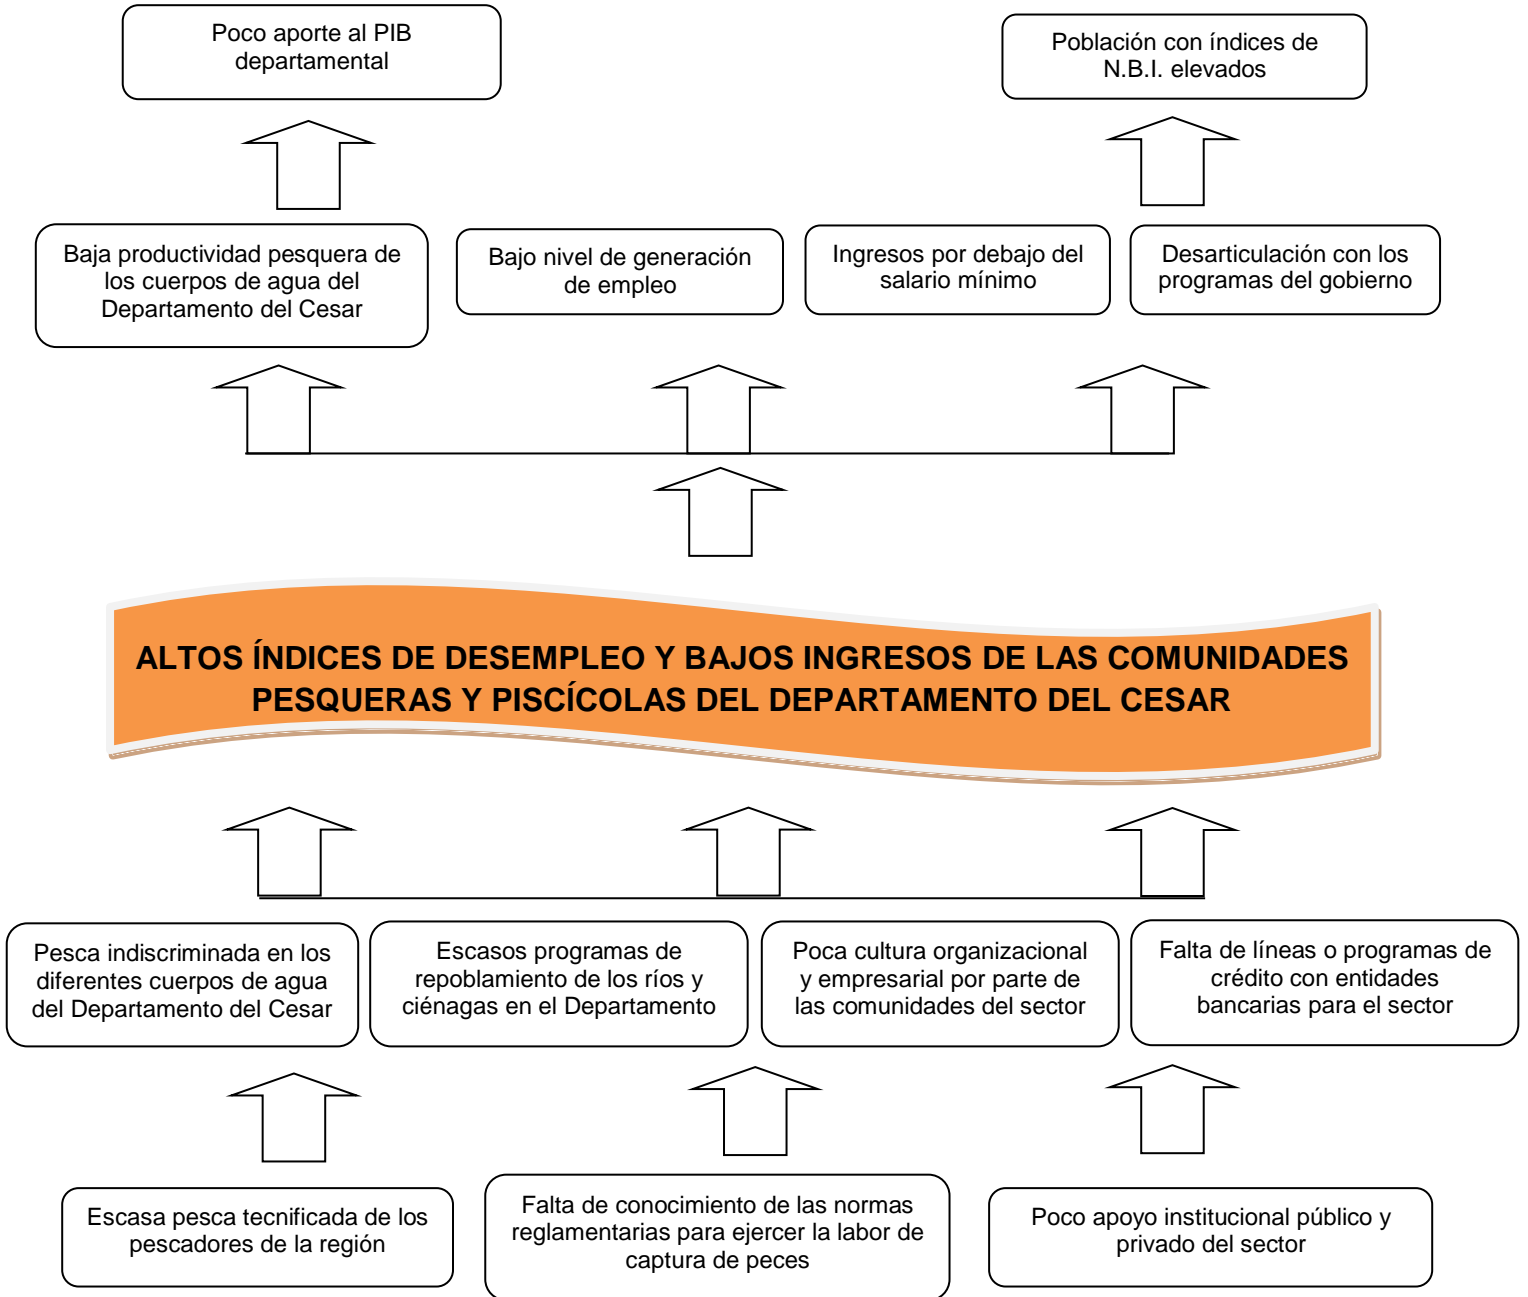 Poco aporte al PIB
departamental
Población con índices de
N.B.I. elevados
Baja productividad pesquera de
los cuerpos de agua del
Departamento del Cesar
Bajo nivel de generación
de empleo
Ingresos por debajo del
salario mínimo
Desarticulación con los
programas del gobierno
ALTOS ÍNDICES DE DESEMPLEO Y BAJOS INGRESOS DE LAS COMUNIDADES
PESQUERAS Y PISCÍCOLAS DEL DEPARTAMENTO DEL CESAR
Pesca indiscriminada en los
diferentes cuerpos de agua
del Departamento del Cesar
Escasos programas de
repoblamiento de los ríos y
ciénagas en el Departamento
Poca cultura organizacional
y empresarial por parte de
las comunidades del sector
Falta de líneas o programas de
crédito con entidades
bancarias para el sector
Escasa pesca tecnificada de los
pescadores de la región
Falta de conocimiento de las normas
reglamentarias para ejercer la labor de
captura de peces
Poco apoyo institucional público y
privado del sector